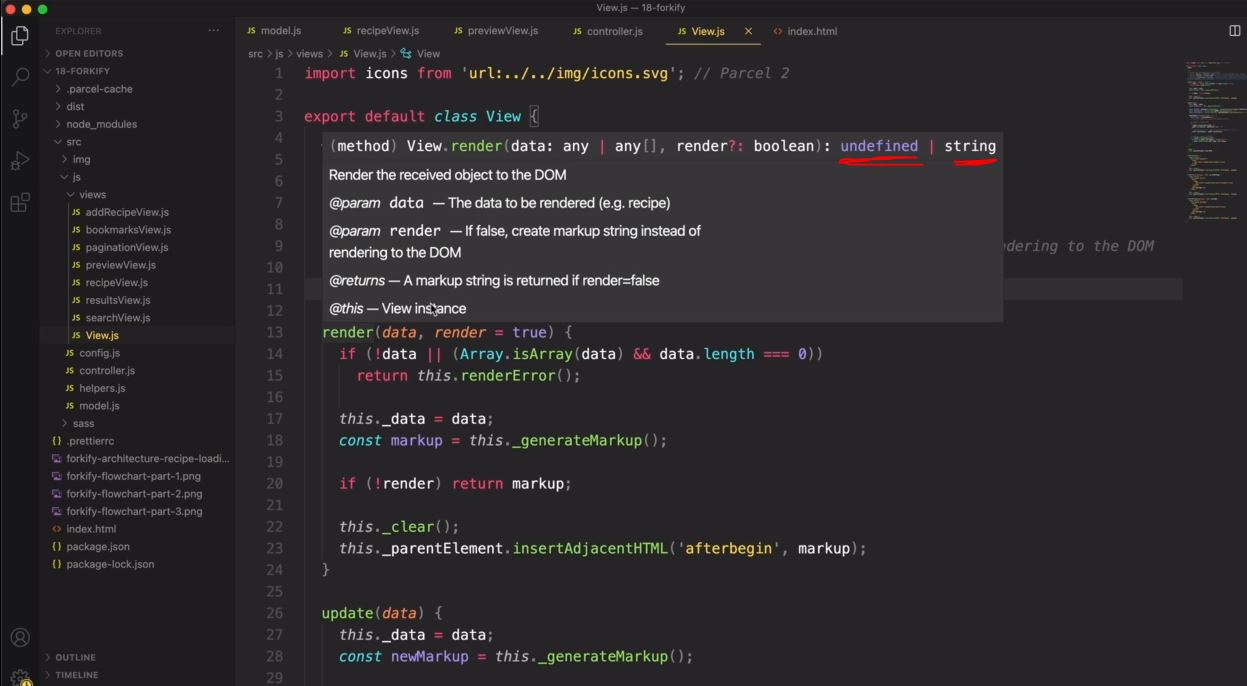 View.js — 18-forkify
EXPLORER
...
OPEN EDITORS
18-FORKIFY
.parcel-cache
dist
node_modules
src
img
js
views
JS addRecipeView.js
JS bookmarksView.js
JS paginationView.js
JS previewView.js
JS recipeView.js
JS resultsView.js
JS searchView.js
JS View.js
JS config.js
JS controller.js
JS helpers.js
JS model.js
sass
{} .prettierrc
forkify-architecture-recipe-loadi...
forkify-flowchart-part-1.png
forkify-flowchart-part-2.png
forkify-flowchart-part-3.png
<> index.html
{} package.json
{} package-lock.json
OUTLINE
TIMELINE
JS model.js JS recipeView.js JS previewView.js JS controller.js JS View.js × <> index.html
src > js > views > JS View.js > View
1 import icons from 'url:../../img/icons.svg'; // Parcel 2
2
3 export default class View {
4
(method) View.render(data: any | any[], render?: boolean): undefined | string
5
Render the received object to the DOM
6
7 @param data — The data to be rendered (e.g. recipe)
8 @param render — If false, create markup string instead of
9 rendering to the DOM
ndering to the DOM
10
@returns — A markup string is returned if render=false
11
12 @this — View instance
13 render(data, render = true) {
14 if (!data || (Array.isArray(data) && data.length === 0))
15 return this.renderError();
16
17 this._data = data;
18 const markup = this._generateMarkup();
19
20 if (!render) return markup;
21
22 this._clear();
23 this._parentElement.insertAdjacentHTML('afterbegin', markup);
24 }
25
26 update(data) {
27 this._data = data;
28 const newMarkup = this._generateMarkup();
29